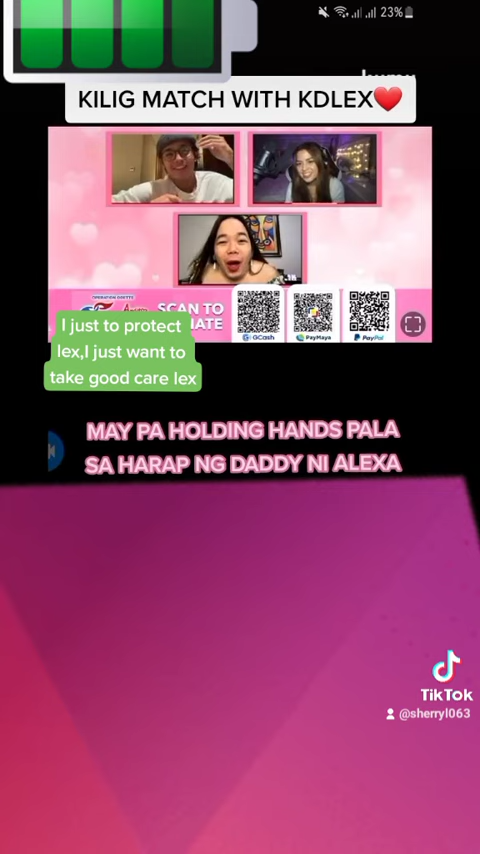 23%
KILIG MATCH WITH KDLEX❤️
OPERATION
SCAN TO
GCash
PayMaya
PayPal
I just to protect
lex,I just want to
take good care lex
MAY PA HOLDING HANDS PALA
SA HARAP NG DADDY NI ALEXA
TikTok
@sherryl063